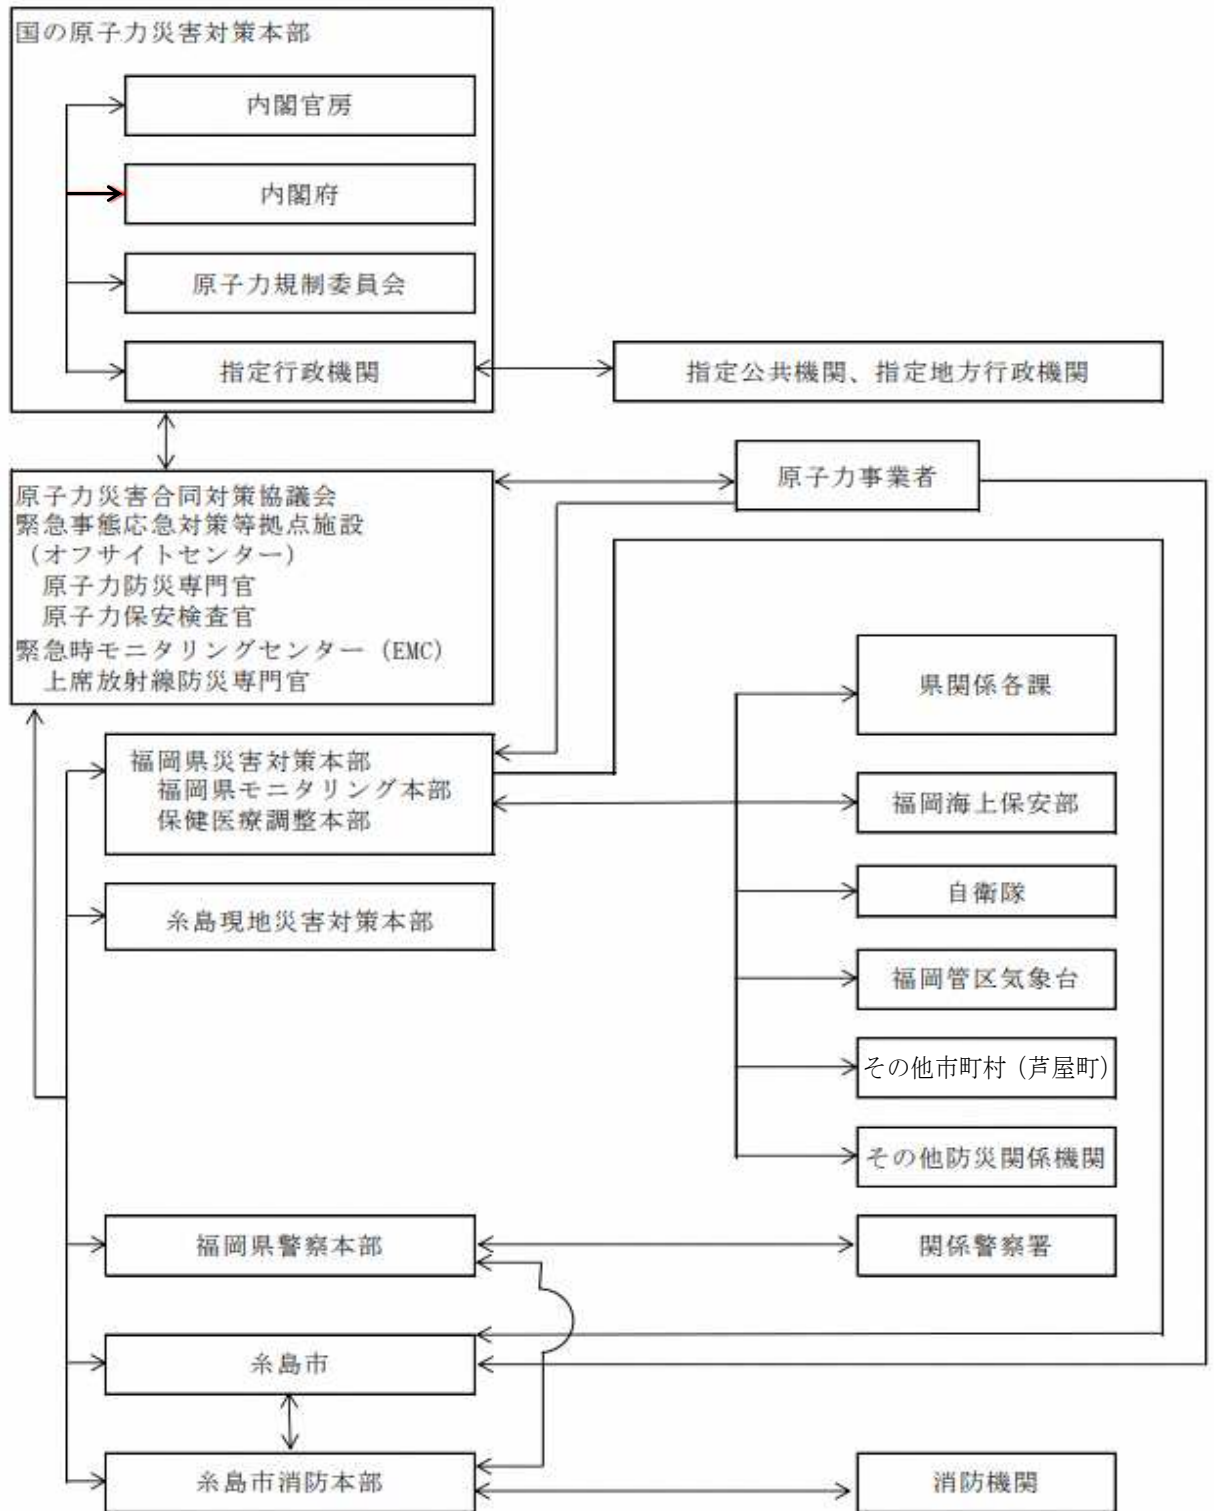 国の原子力災害対策本部
内閣官房
内閣府
原子力規制委員会
指定行政機関
指定公共機関、指定地方行政機関
原子力事業者
原子力災害合同対策協議会
緊急事態応急対策等拠点施設
（オフサイトセンター）
原子力防災専門官
原子力保安検査官
緊急時モニタリングセンター（EMC）
上席放射線防災専門官
県関係各課
福岡県災害対策本部
福岡県モニタリング本部
保健医療調整本部
福岡海上保安部
自衛隊
糸島現地災害対策本部
福岡管区気象台
その他市町村（芦屋町）
その他防災関係機関
福岡県警察本部
関係警察署
糸島市
糸島市消防本部
消防機関